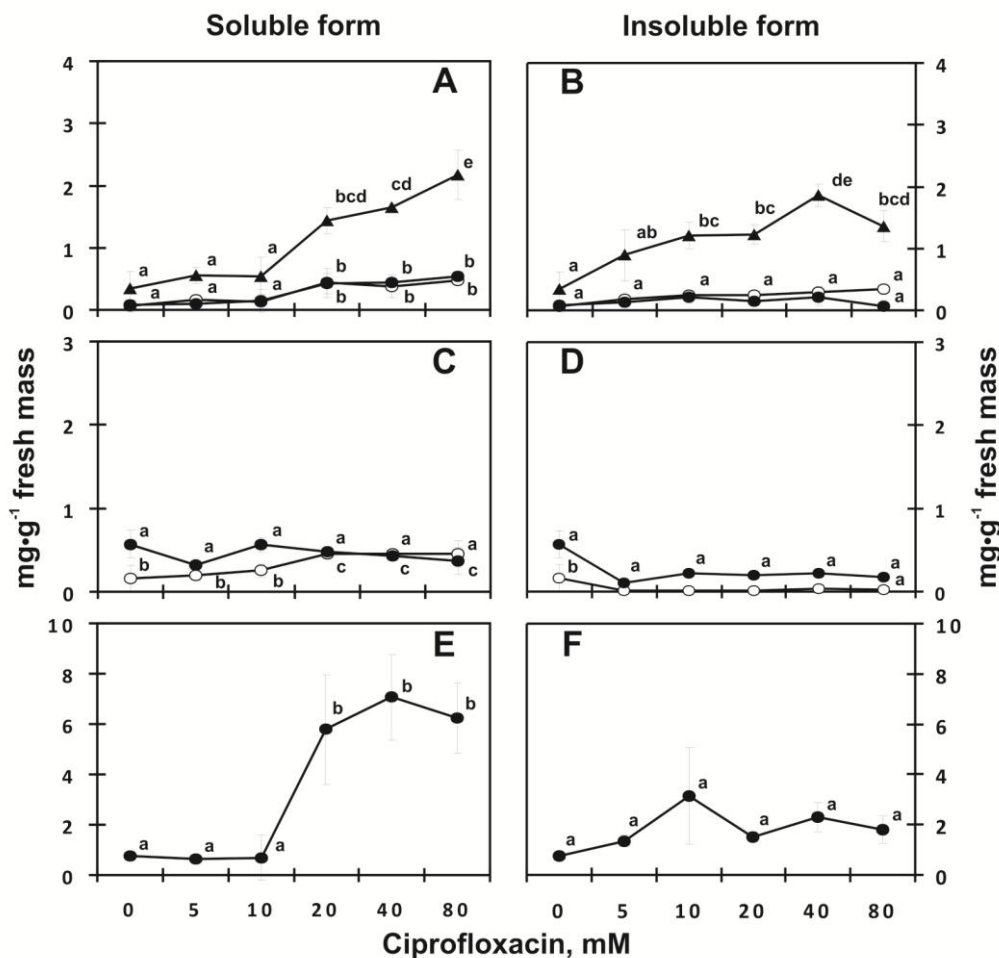 Soluble form Insoluble form
4 A B 4
3 3
2 e bcd cd de bcd 2
1 a a a ab bc bc 1
a a a b b b a a a a a a
0 b b b a 0
3 C D 3
2 2
1 a a a a a a a a a a a 1
b b b c c c b a
0 0
10 E F 10
8 b b b 8
6 6
4 a 4
2 a a a a a a a a 2
0 0
0 5 10 20 40 80 0 5 10 20 40 80
Ciprofloxacin, mM
mg•g⁻¹ fresh mass
mg•g⁻¹ fresh mass